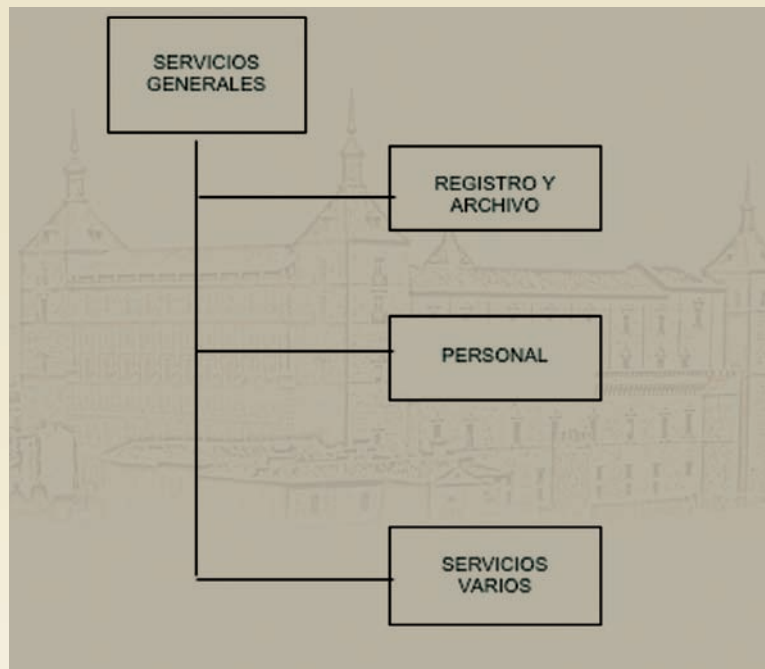 SERVICIOS
GENERALES
REGISTRO Y
ARCHIVO
PERSONAL
SERVICIOS
VARIOS